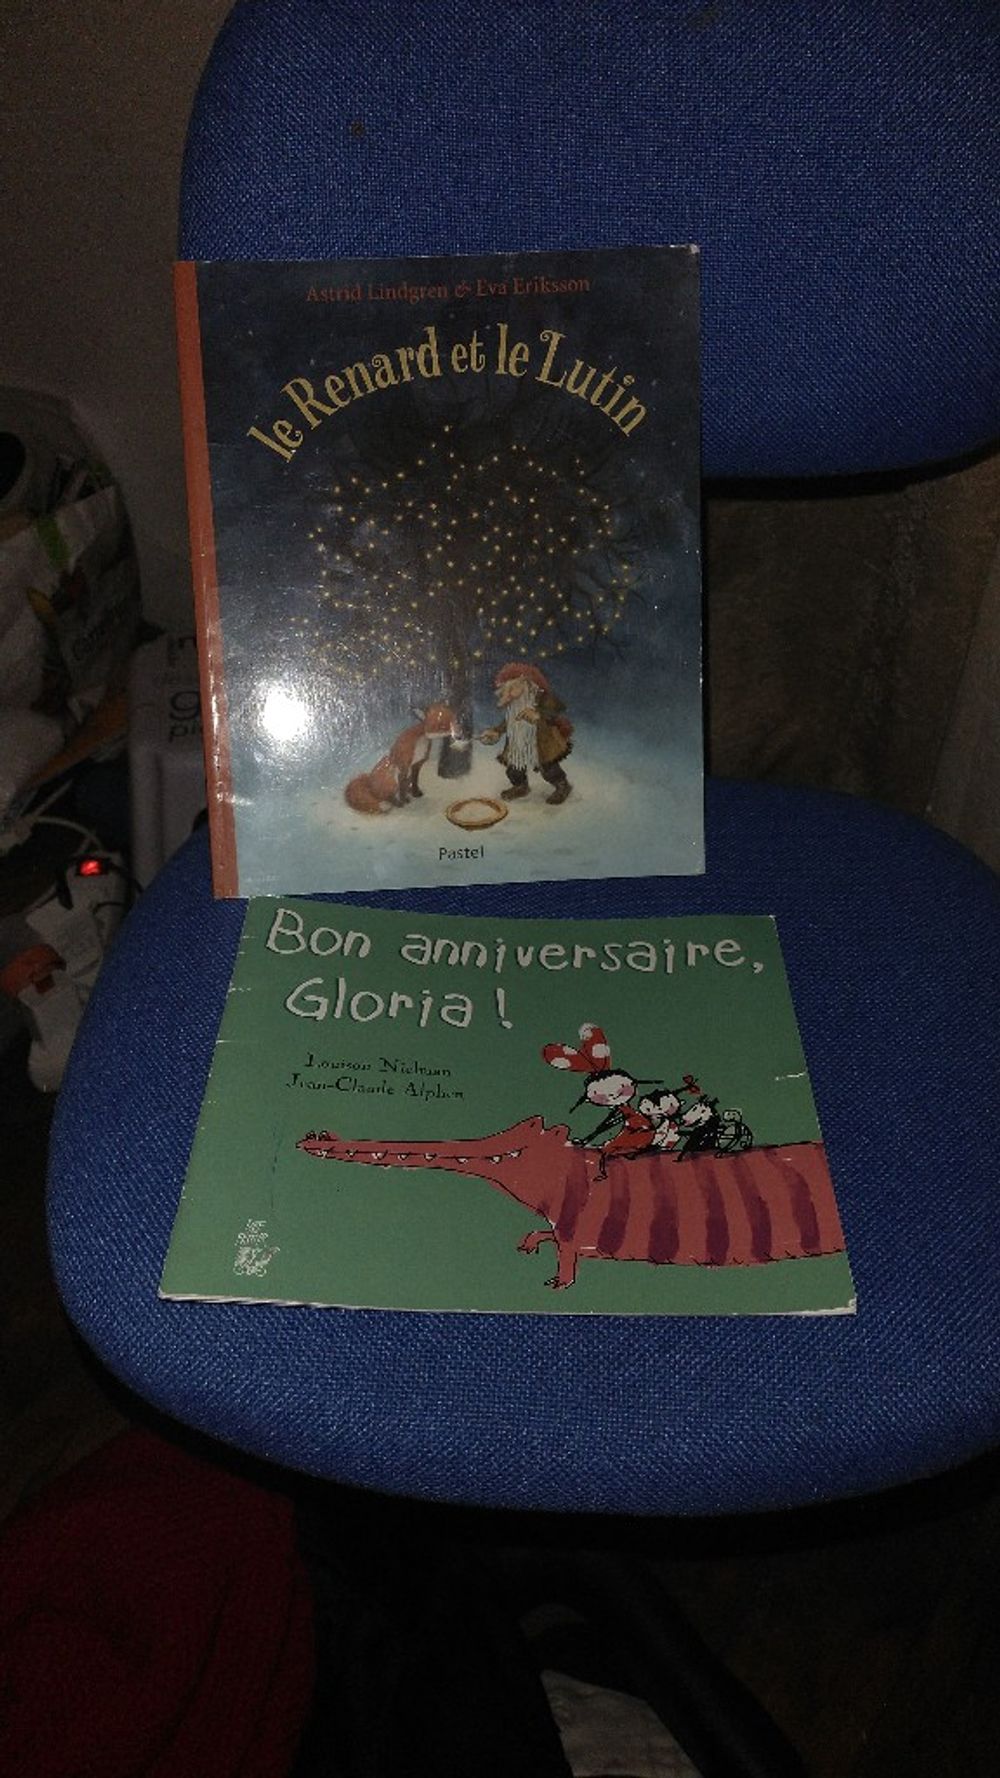 Astrid Lindgren & Eva Eriksson
le Renard et le Lutin
Pastel
Bon anniversaire,
Gloria !
Louison Nielman
Jean-Claude Alphen